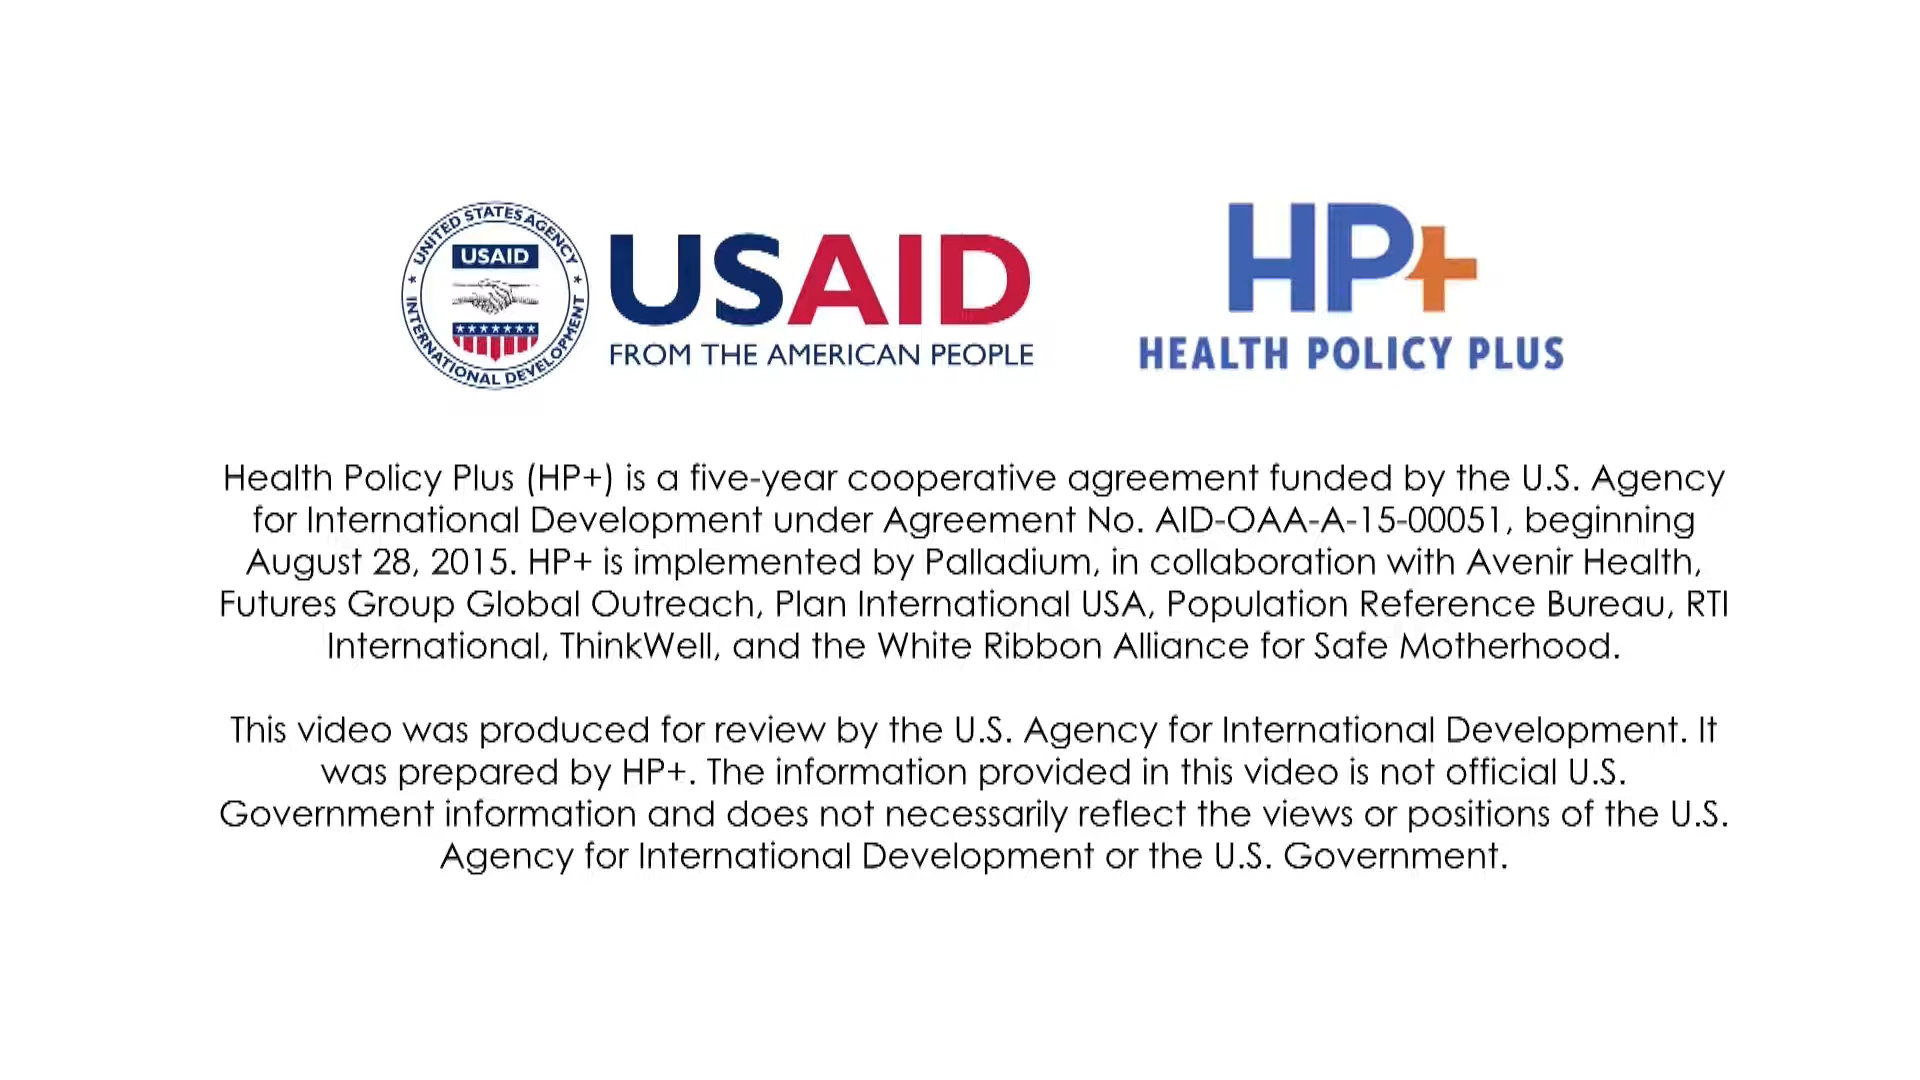 UNITED STATES AGENCY
USAID
INTERNATIONAL DEVELOPMENT
USAID
FROM THE AMERICAN PEOPLE
HP+
HEALTH POLICY PLUS
Health Policy Plus (HP+) is a five-year cooperative agreement funded by the U.S. Agency
for International Development under Agreement No. AID-OAA-A-15-00051, beginning
August 28, 2015. HP+ is implemented by Palladium, in collaboration with Avenir Health,
Futures Group Global Outreach, Plan International USA, Population Reference Bureau, RTI
International, ThinkWell, and the White Ribbon Alliance for Safe Motherhood.
This video was produced for review by the U.S. Agency for International Development. It
was prepared by HP+. The information provided in this video is not official U.S.
Government information and does not necessarily reflect the views or positions of the U.S.
Agency for International Development or the U.S. Government.